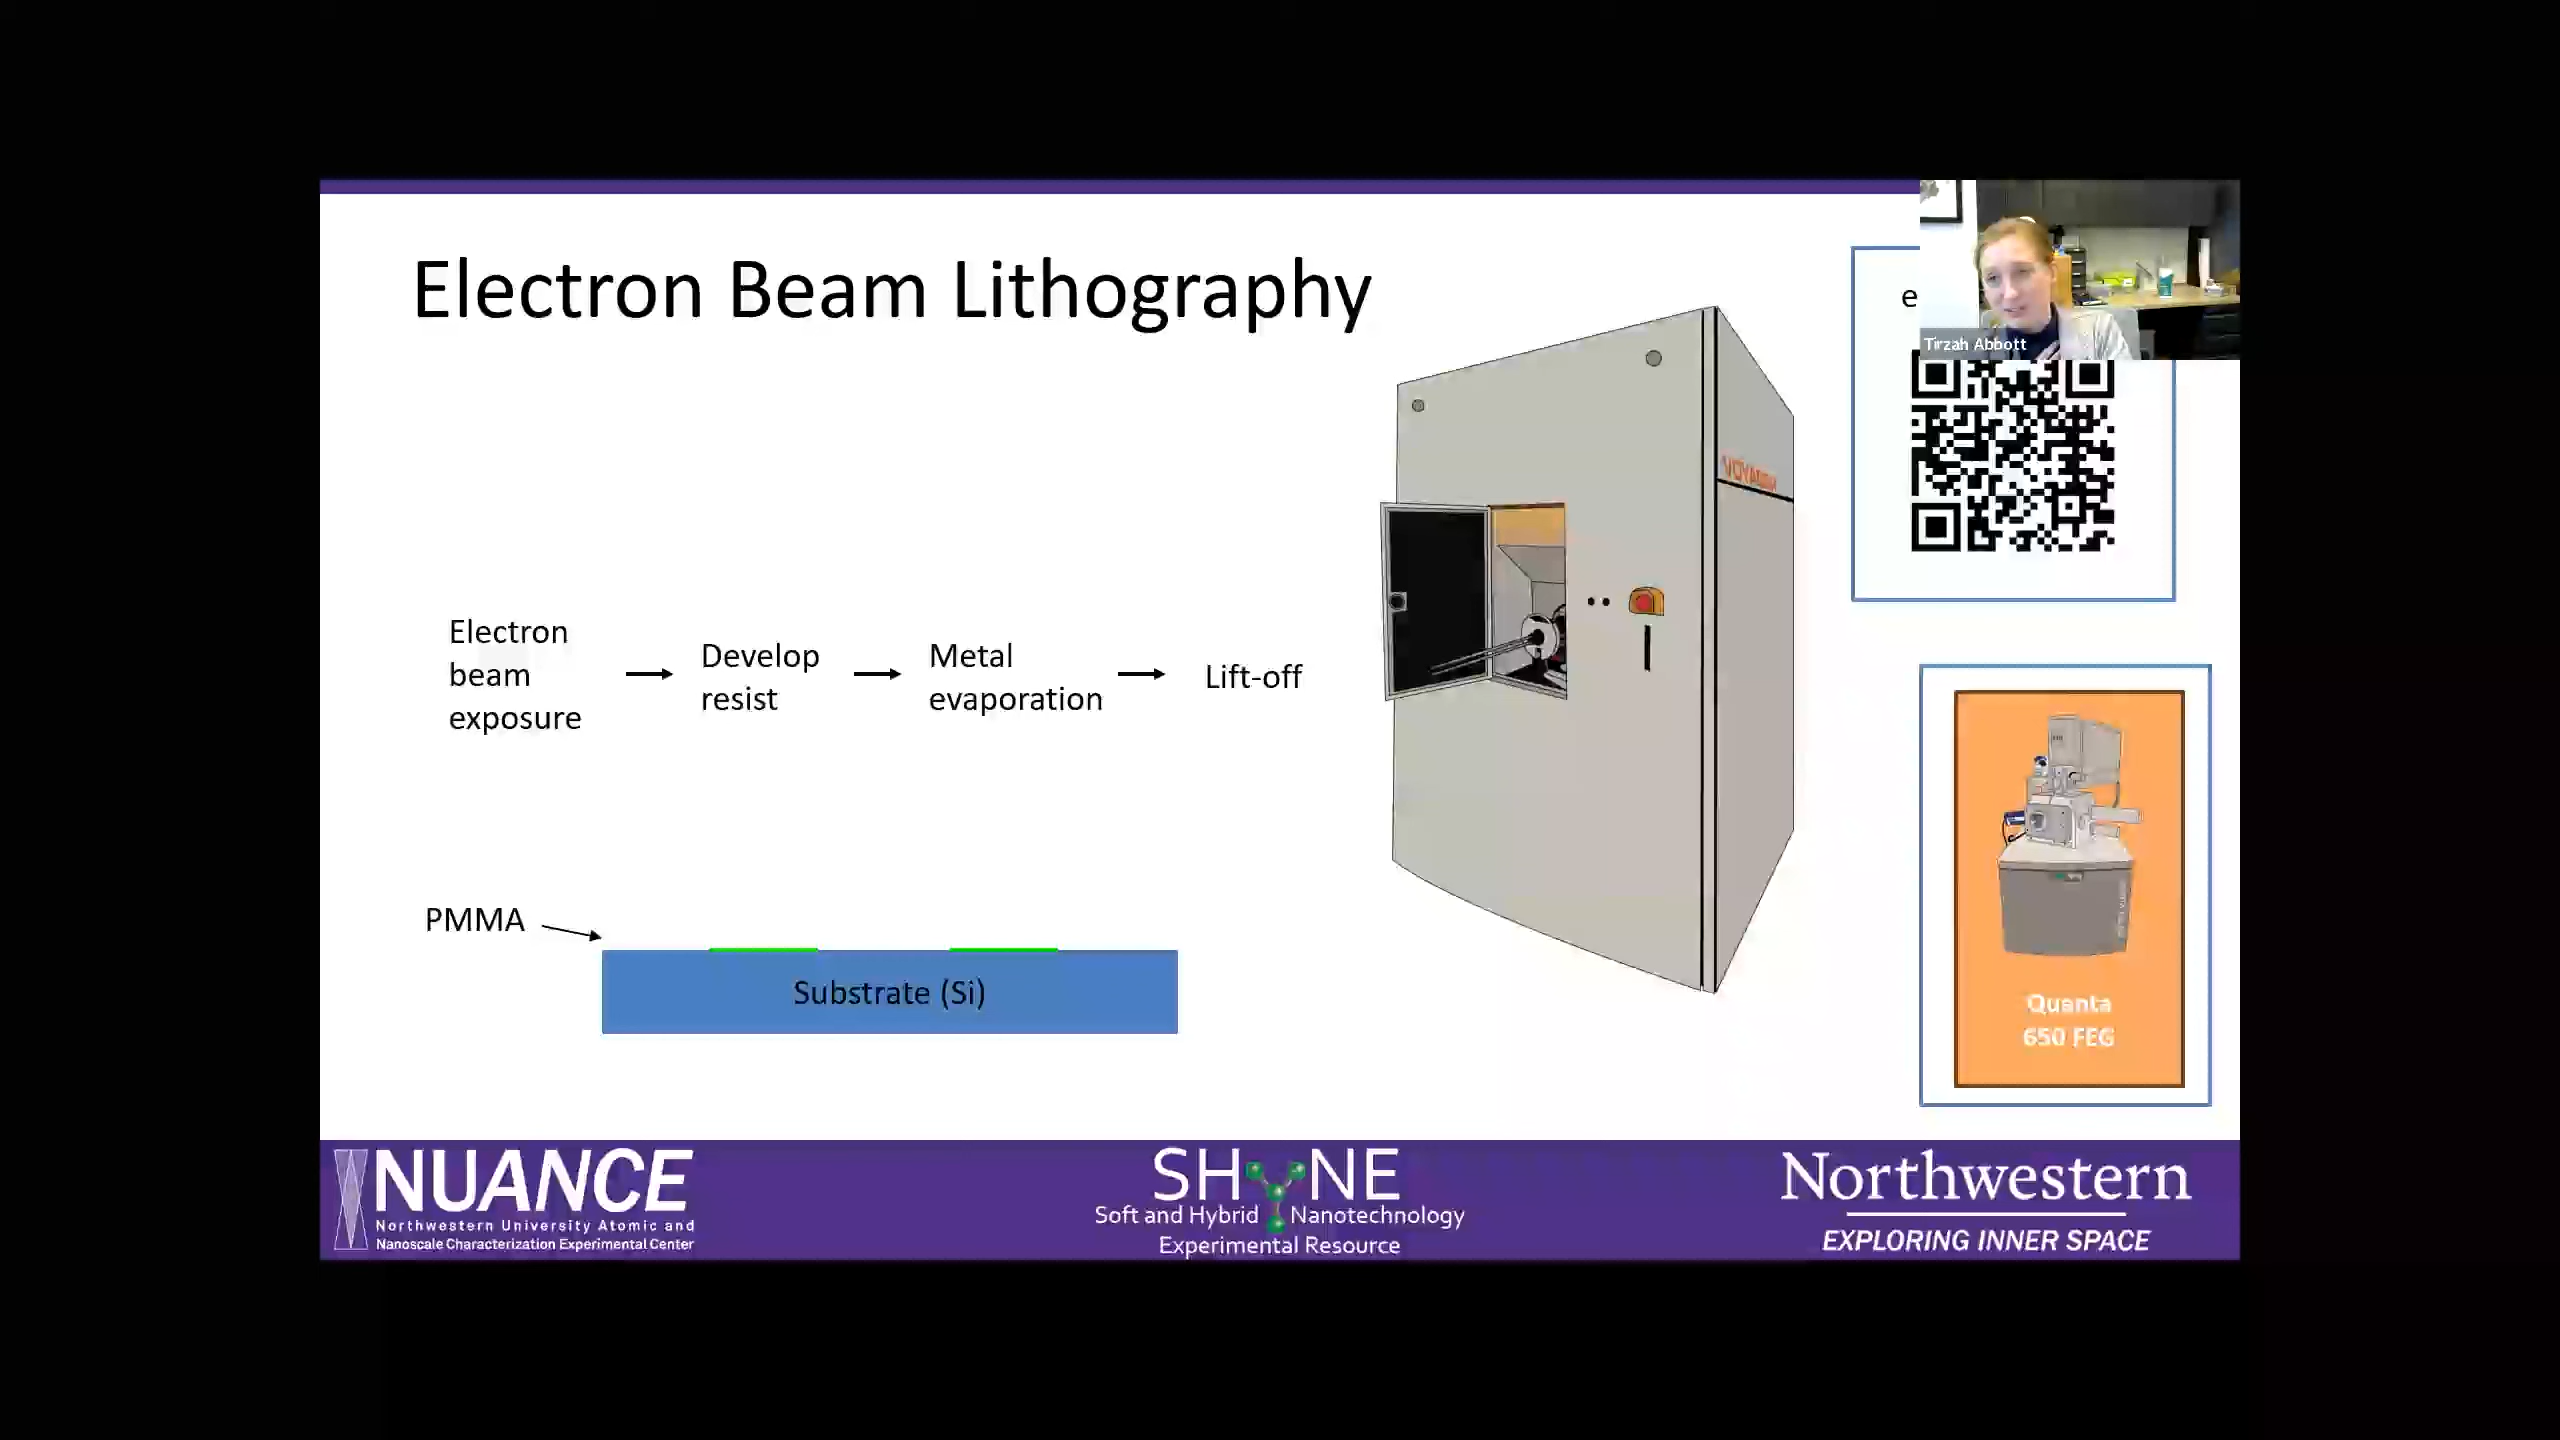 Electron Beam Lithography
e
Tirzah Abbott
VOYAGER
Electron
beam
exposure
Develop
resist
Metal
evaporation
Lift-off
PMMA
Substrate (Si)
Quanta
650 FEG
NUANCE
Northwestern University Atomic and
Nanoscale Characterization Experimental Center
SHyNE
Soft and Hybrid Nanotechnology
Experimental Resource
Northwestern
EXPLORING INNER SPACE